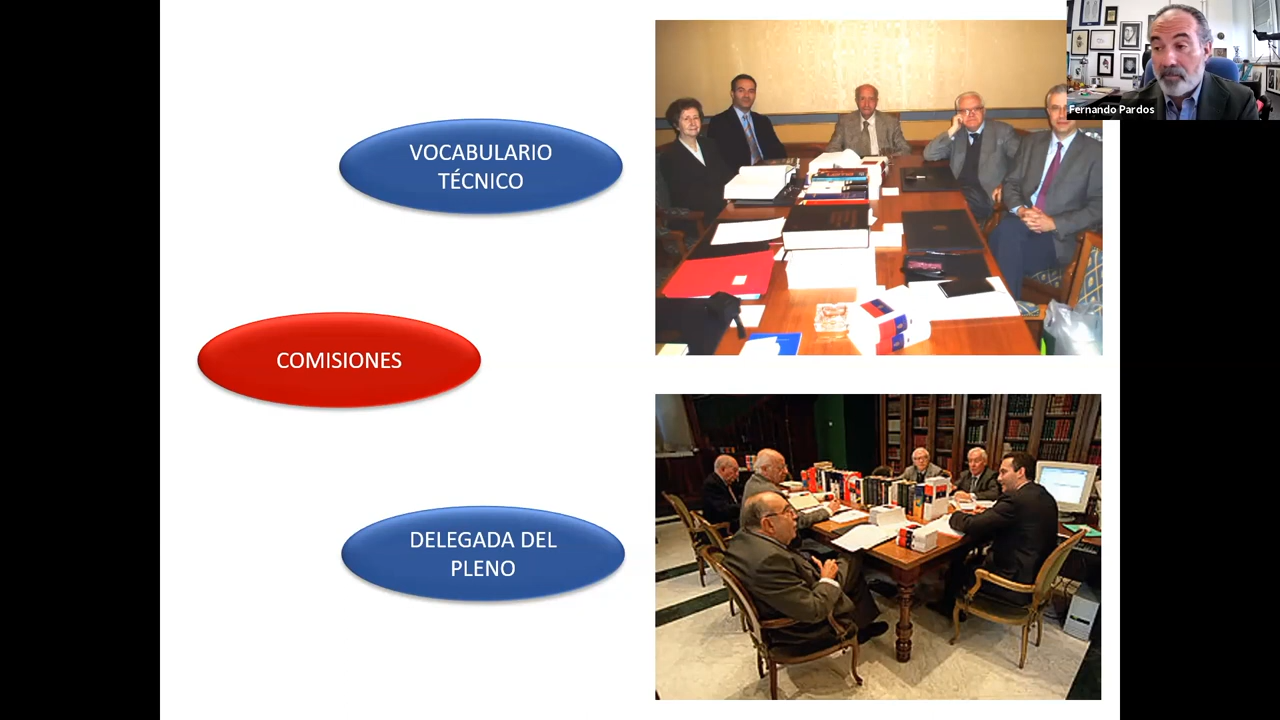 Fernando Pardos
VOCABULARIO
TÉCNICO
COMISIONES
DELEGADA DEL
PLENO